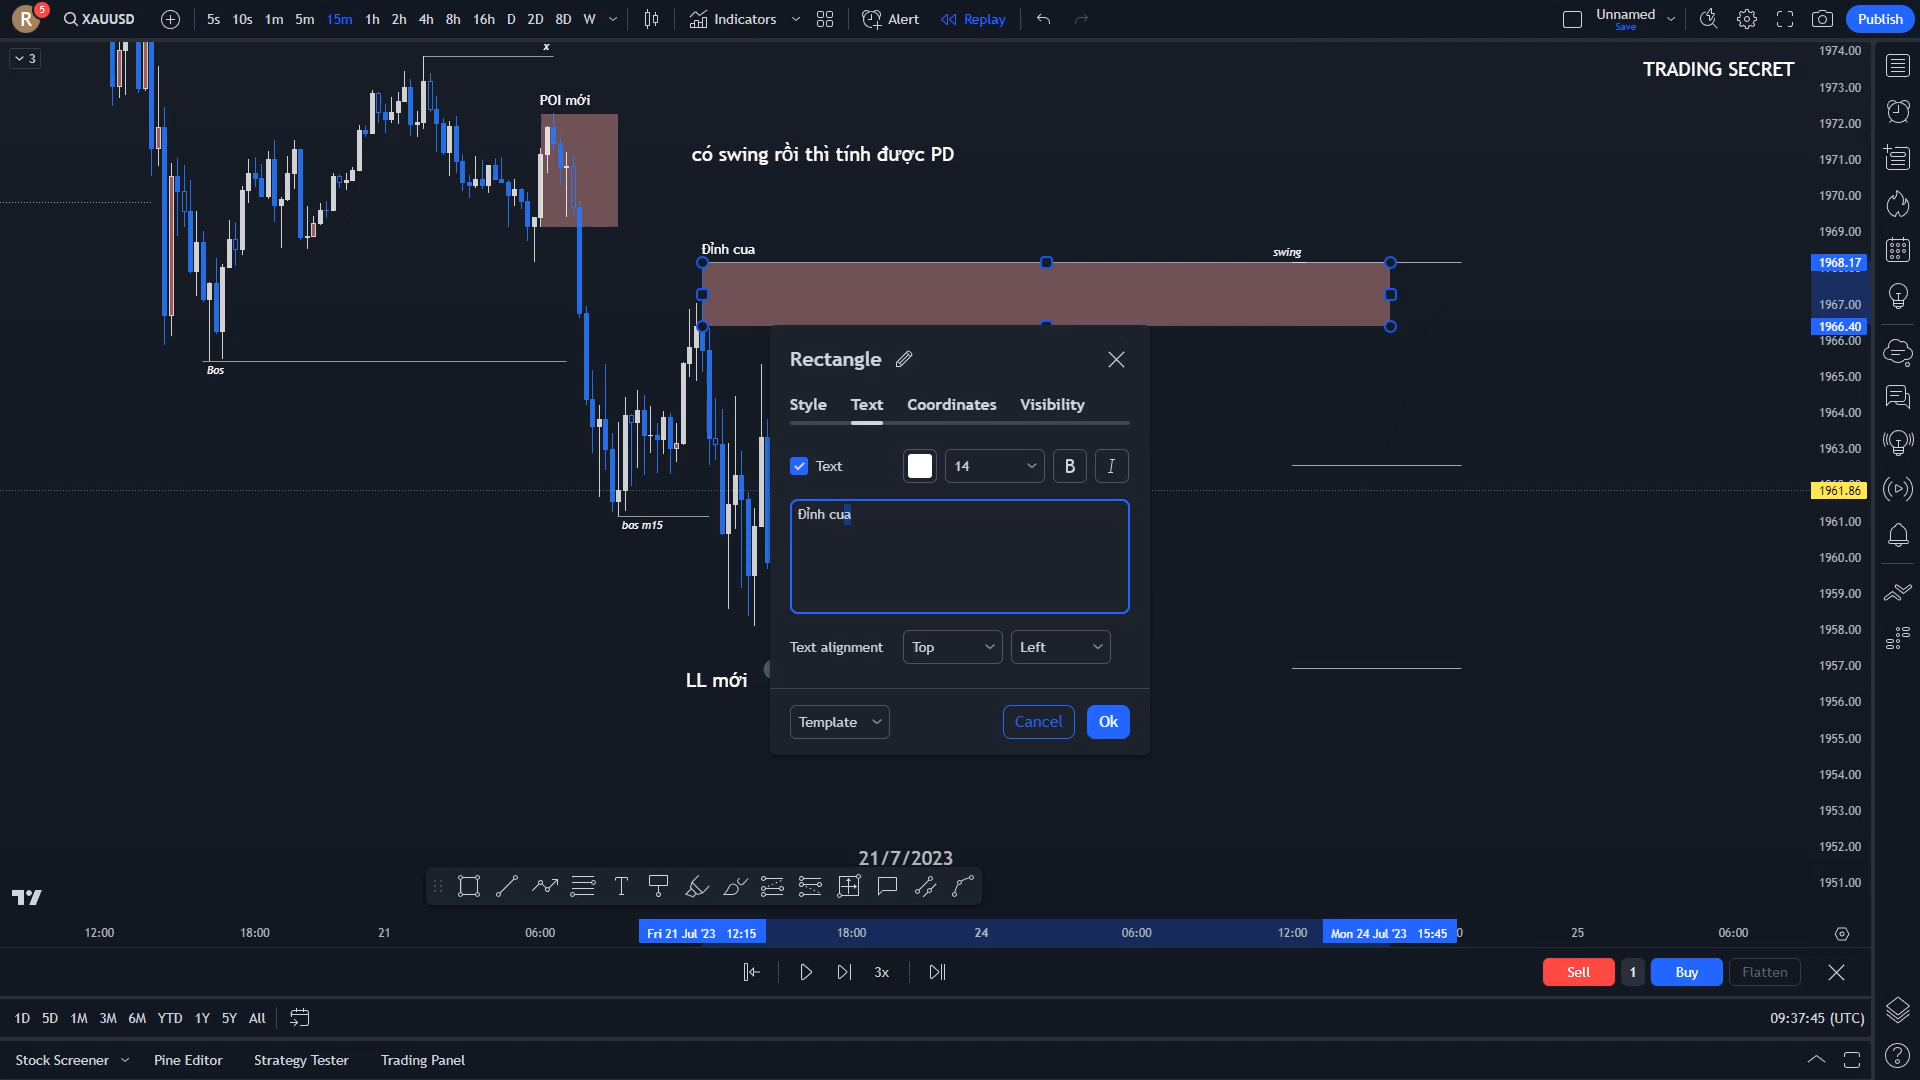 R
5
XAUUSD
5s 10s 1m 5m 15m 1h 2h 4h 8h 16h D 2D 8D W
Indicators
Alert
Replay
Unnamed
Save
Publish
3
x
TRADING SECRET
POI mới
có swing rồi thì tính được PD
Đỉnh cua
swing
Bos
bos m15
LL mới
21/7/2023
Rectangle
Style Text Coordinates Visibility
Text
14
B
I
Đỉnh cua
Text alignment
Top
Left
Template
Cancel
Ok
1974.00
1973.00
1972.00
1971.00
1970.00
1969.00
1968.17
1967.00
1966.40
1966.00
1965.00
1964.00
1963.00
1961.86
1961.00
1960.00
1959.00
1958.00
1957.00
1956.00
1955.00
1954.00
1953.00
1952.00
1951.00
12:00 18:00 21 06:00 Fri 21 Jul '23 12:15 18:00 24 06:00 12:00 Mon 24 Jul '23 15:45 0 25 06:00
3x
Sell
1
Buy
Flatten
1D 5D 1M 3M 6M YTD 1Y 5Y All
09:37:45 (UTC)
Stock Screener
Pine Editor
Strategy Tester
Trading Panel